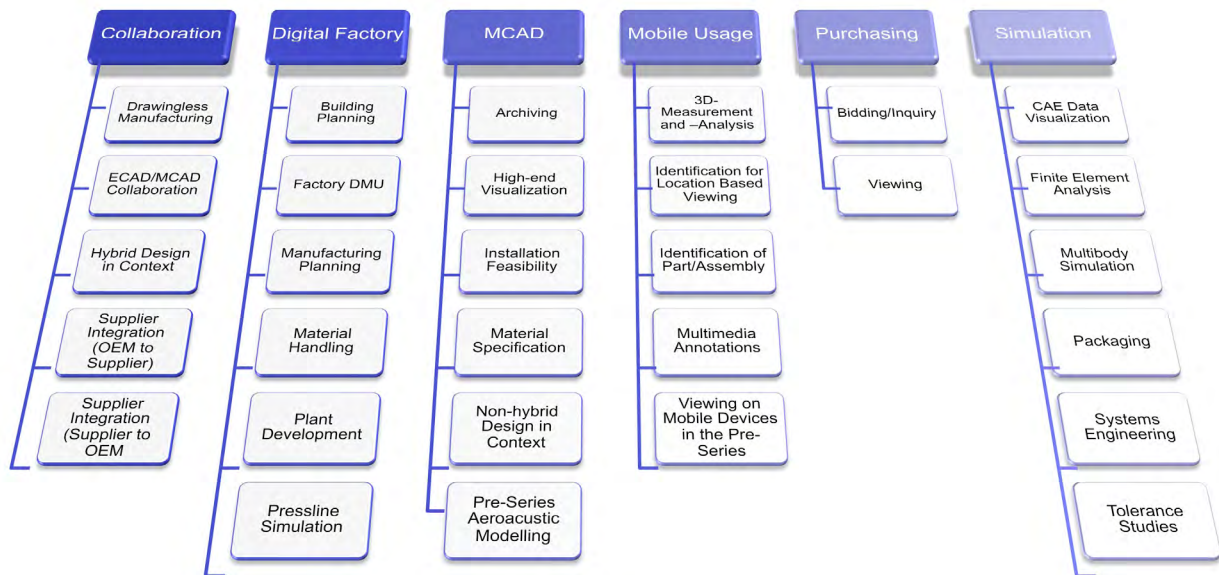 Collaboration
Drawingless
Manufacturing
ECAD/MCAD
Collaboration
Hybrid Design
in Context
Supplier
Integration
(OEM to
Supplier)
Supplier
Integration
(Supplier to
OEM
Digital Factory
Building
Planning
Factory DMU
Manufacturing
Planning
Material
Handling
Plant
Development
Pressline
Simulation
MCAD
Archiving
High-end
Visualization
Installation
Feasibility
Material
Specification
Non-hybrid
Design in
Context
Pre-Series
Aeroacustic
Modelling
Mobile Usage
3D-
Measurement
and –Analysis
Identification for
Location Based
Viewing
Identification of
Part/Assembly
Multimedia
Annotations
Viewing on
Mobile Devices
in the Pre-
Series
Purchasing
Bidding/Inquiry
Viewing
Simulation
CAE Data
Visualization
Finite Element
Analysis
Multibody
Simulation
Packaging
Systems
Engineering
Tolerance
Studies